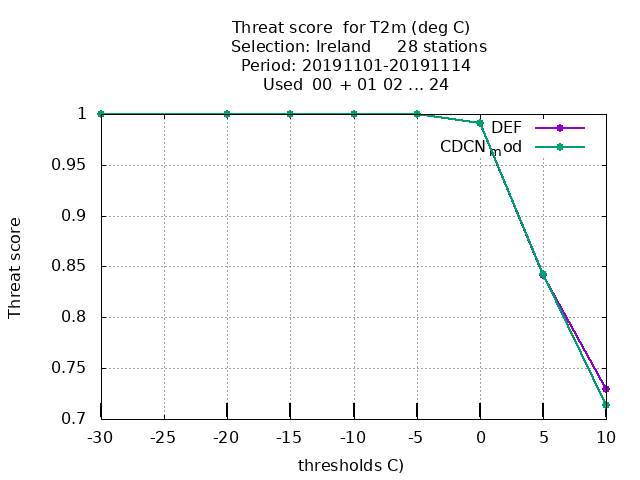 Threat score  for T2m (deg C)
Selection: Ireland     28 stations
Period: 20191101-20191114
Used  00 + 01 02 ... 24
1
0.95
0.9
0.85
0.8
0.75
0.7
Threat score
DEF
CDCNmod
-30 -25 -20 -15 -10 -5 0 5 10
thresholds C)